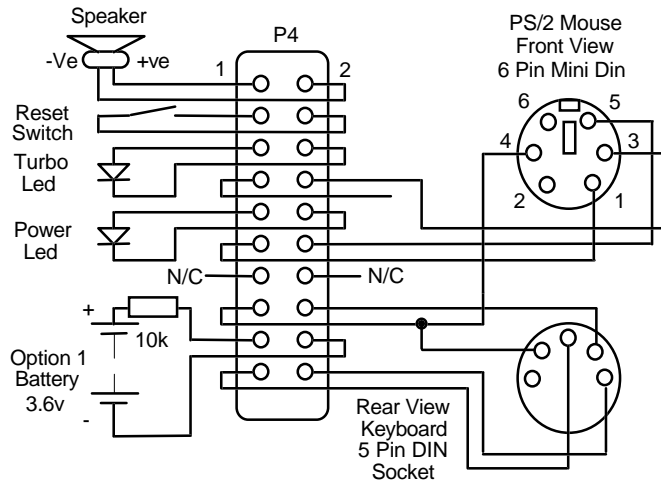 Speaker
-Ve
+ve
P4
1
2
PS/2 Mouse
Front View
6 Pin Mini Din
6
5
4
3
2
1
Reset
Switch
Turbo
Led
Power
Led
N/C
N/C
+
10k
Option 1
Battery
3.6v
-
Rear View
Keyboard
5 Pin DIN
Socket